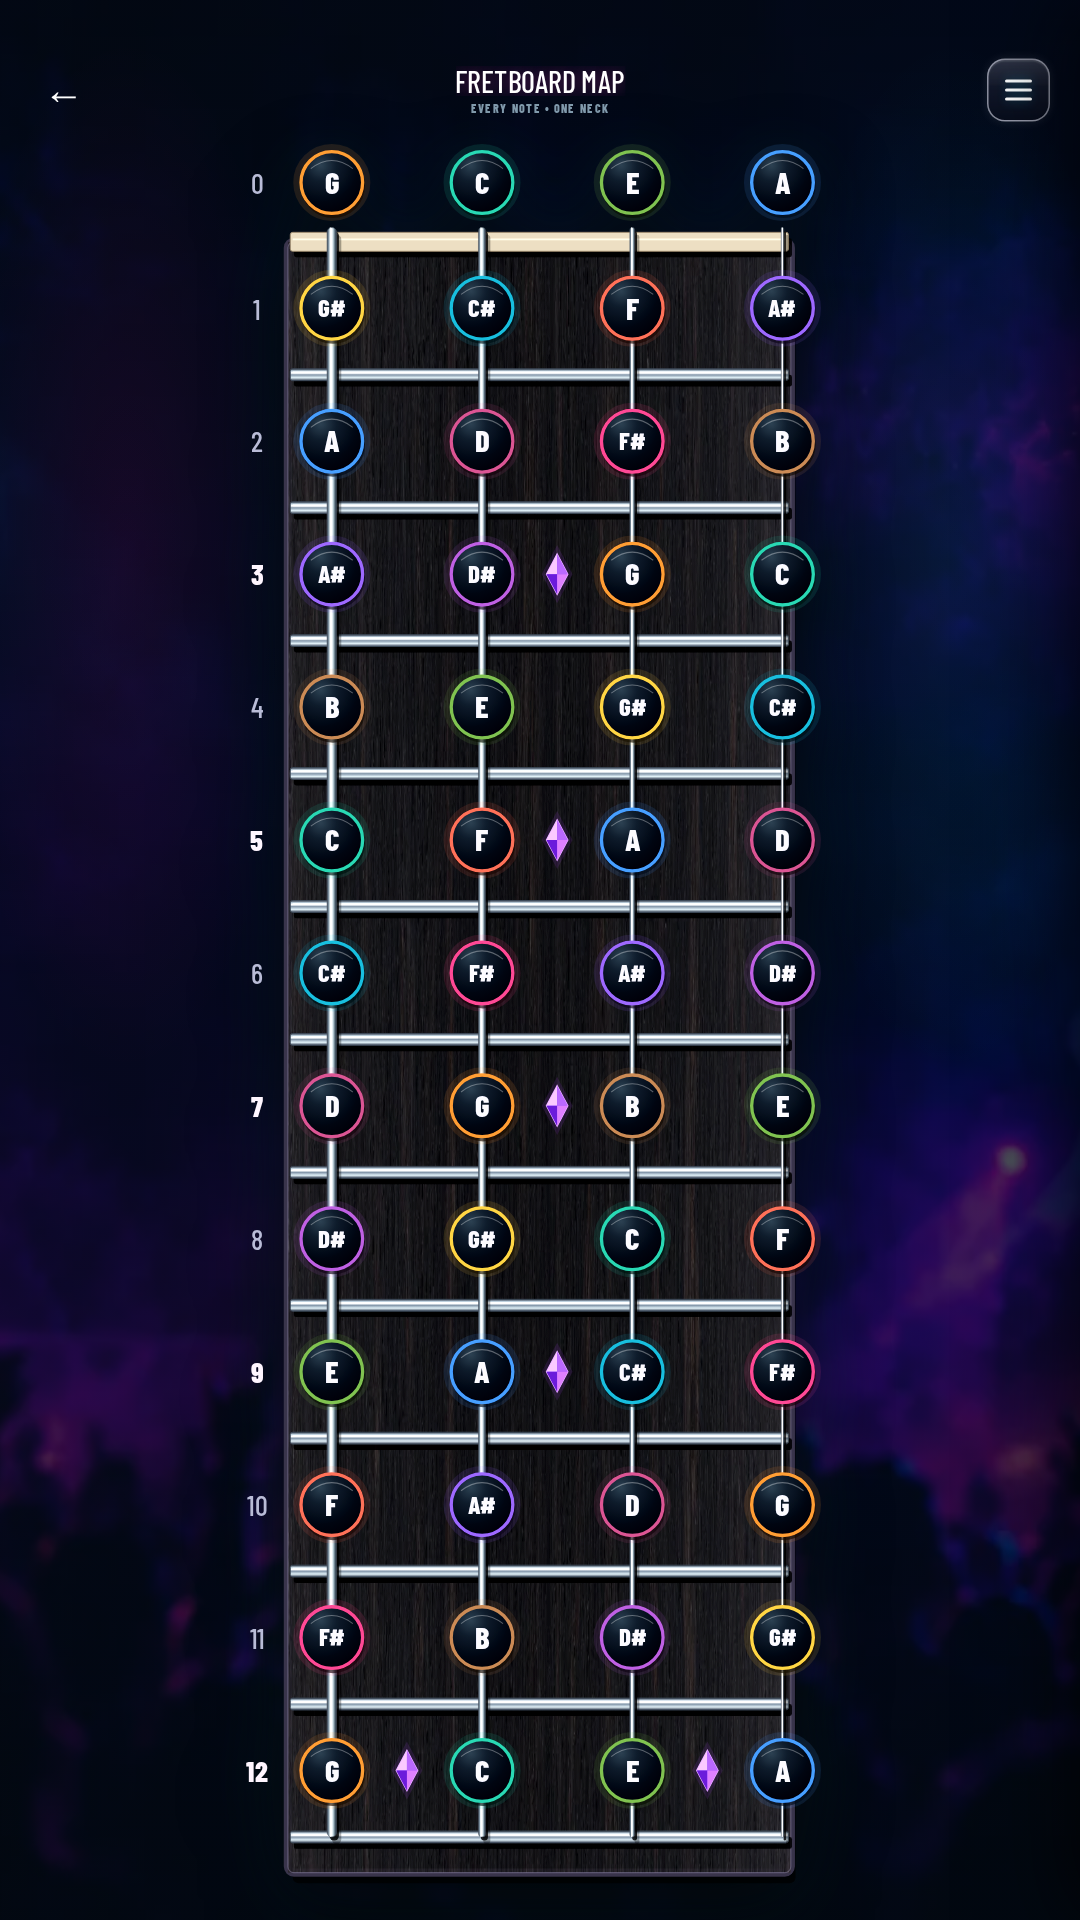 ←
FRETBOARD MAP
EVERY NOTE • ONE NECK
0 G C E A
1 G# C# F A#
2 A D F# B
3 A# D# G C
4 B E G# C#
5 C F A D
6 C# F# A# D#
7 D G B E
8 D# G# C F
9 E A C# F#
10 F A# D G
11 F# B D# G#
12 G C E A